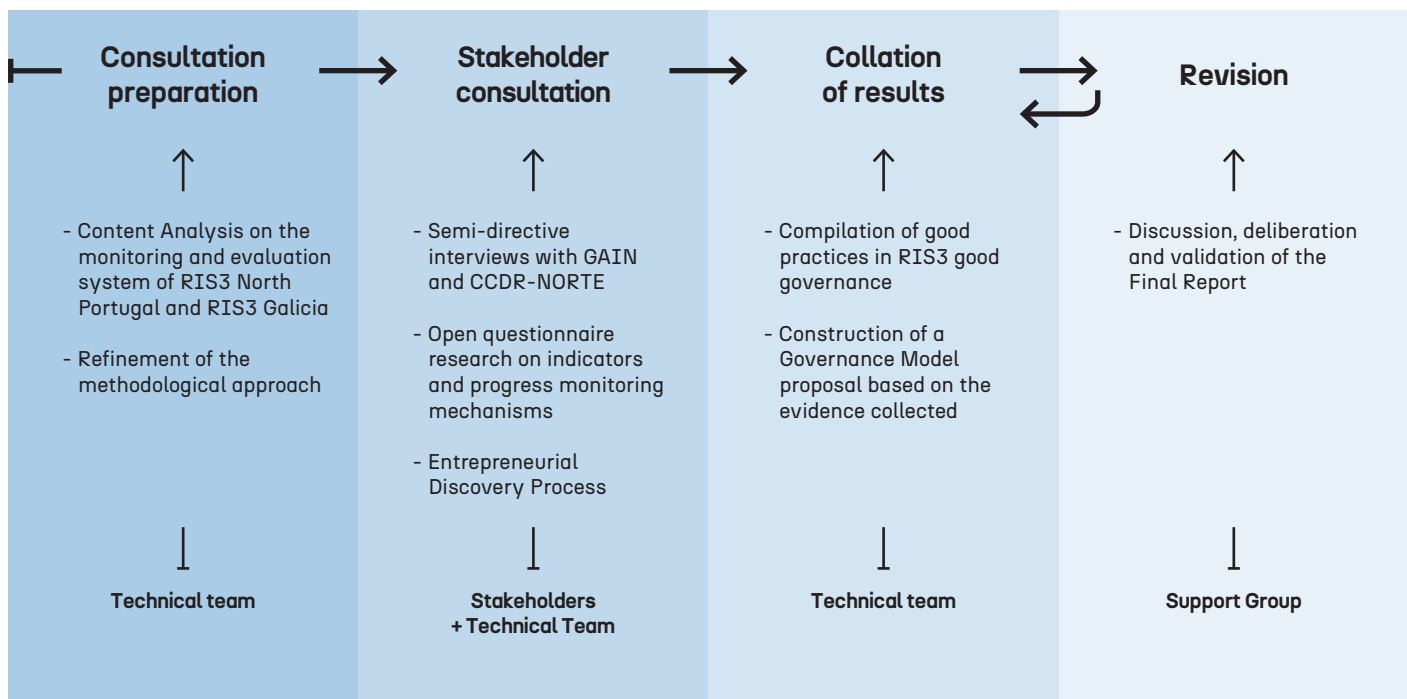 Consultation
preparation
- Content Analysis on the
monitoring and evaluation
system of RIS3 North
Portugal and RIS3 Galicia
- Refinement of the
methodological approach
Technical team
Stakeholder
consultation
- Semi-directive
interviews with GAIN
and CCDR-NORTE
- Open questionnaire
research on indicators
and progress monitoring
mechanisms
- Entrepreneurial
Discovery Process
Stakeholders
+ Technical Team
Collation
of results
- Compilation of good
practices in RIS3 good
governance
- Construction of a
Governance Model
proposal based on the
evidence collected
Technical team
Revision
- Discussion, deliberation
and validation of the
Final Report
Support Group